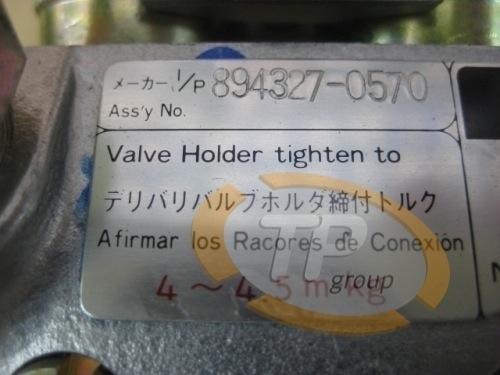 メーカー I/P 894327-0570
Ass'y No.
Valve Holder tighten to
デリバリバルブホルダ締付トルク
Afirmar los Racores de Conexión
4～4.5 m·kg
TP
group
N